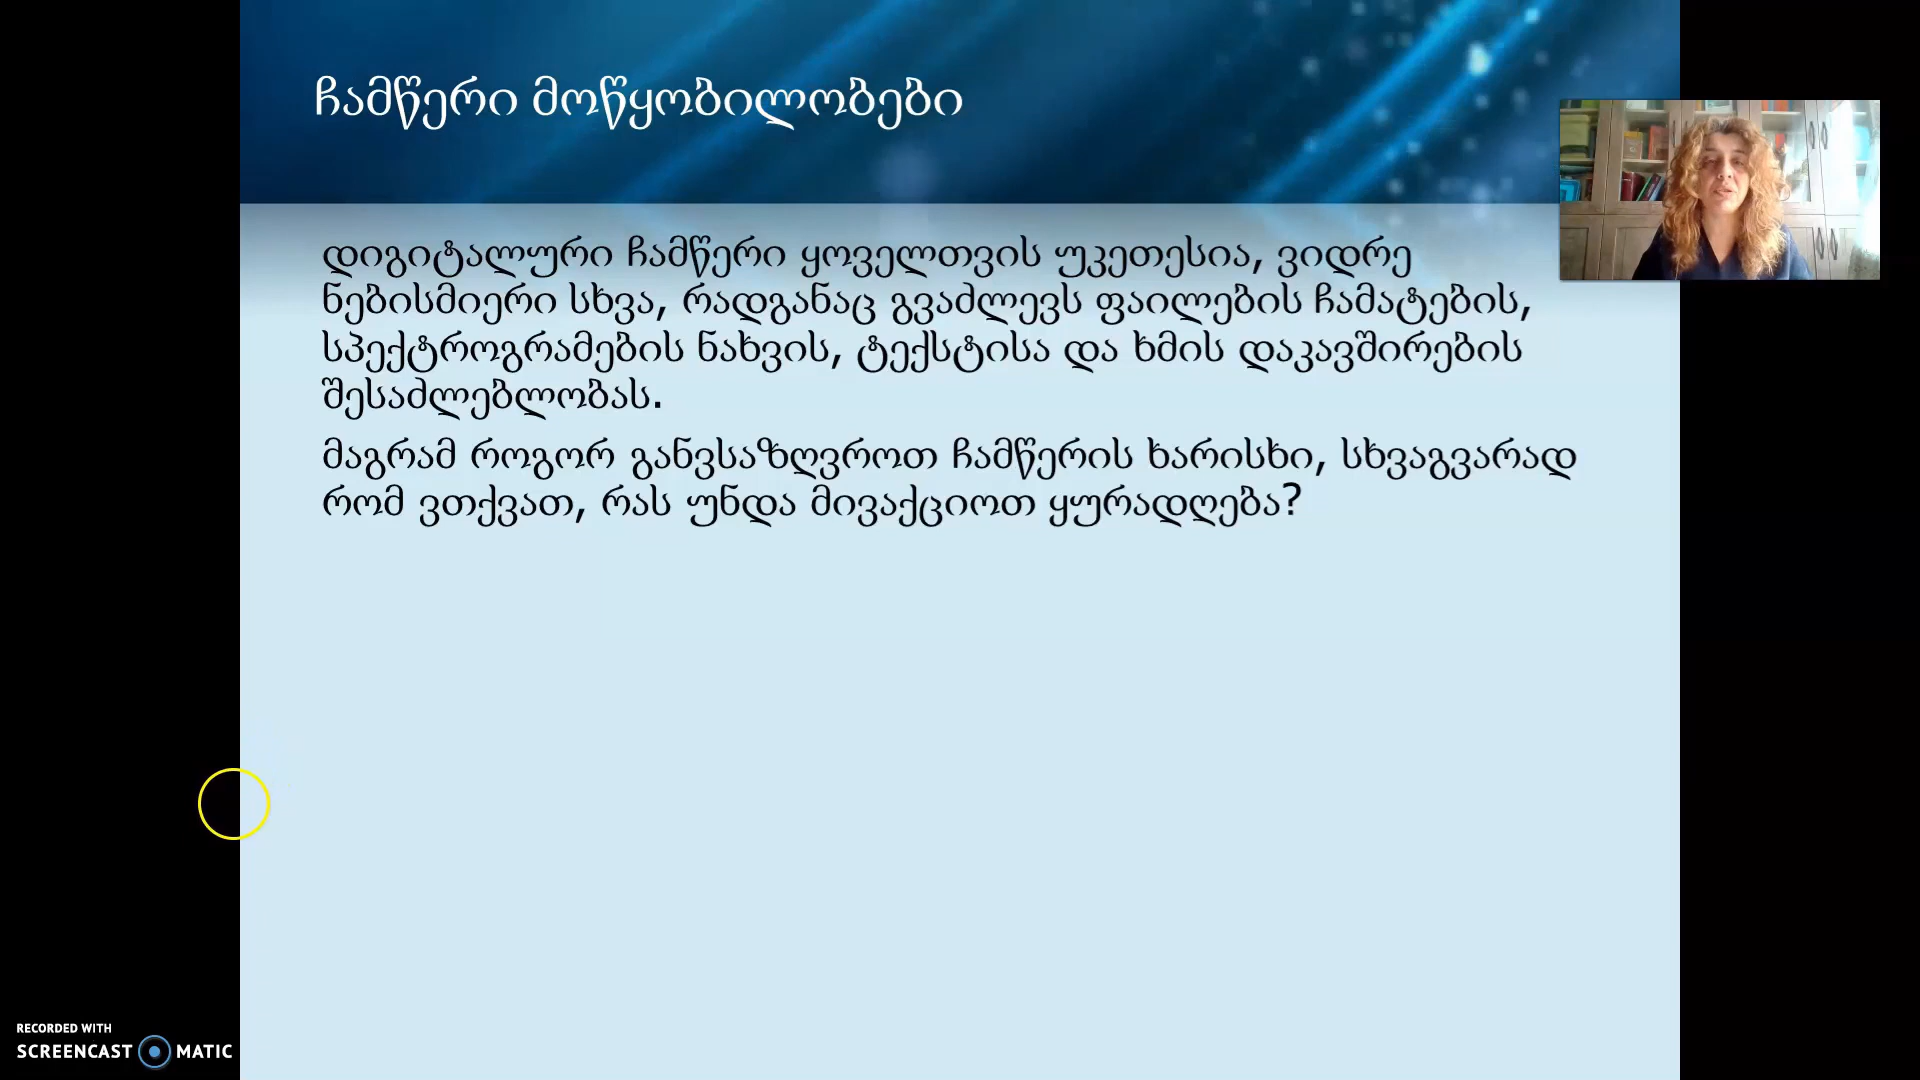 ჩამწერი მოწყობილობები
დიგიტალური ჩამწერი ყოველთვის უკეთესია, ვიდრე
ნებისმიერი სხვა, რადგანაც გვაძლევს ფაილების ჩამატების,
სპექტროგრამების ნახვის, ტექსტისა და ხმის დაკავშირების
შესაძლებლობას.
მაგრამ როგორ განვსაზღვროთ ჩამწერის ხარისხი, სხვაგვარად
რომ ვთქვათ, რას უნდა მივაქციოთ ყურადღება?
RECORDED WITH
SCREENCAST MATIC